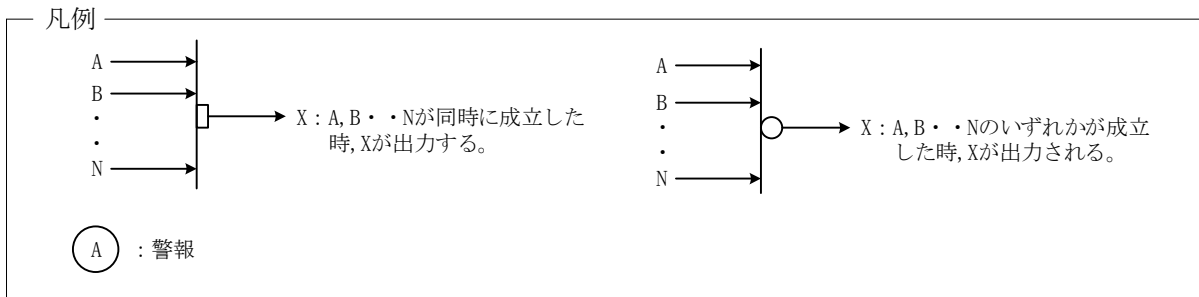 凡例
A
B
・
・
N
X：A,B・・Nが同時に成立した
時,Xが出力する。
A
B
・
・
N
X：A,B・・Nのいずれかが成立
した時,Xが出力される。
A ：警報